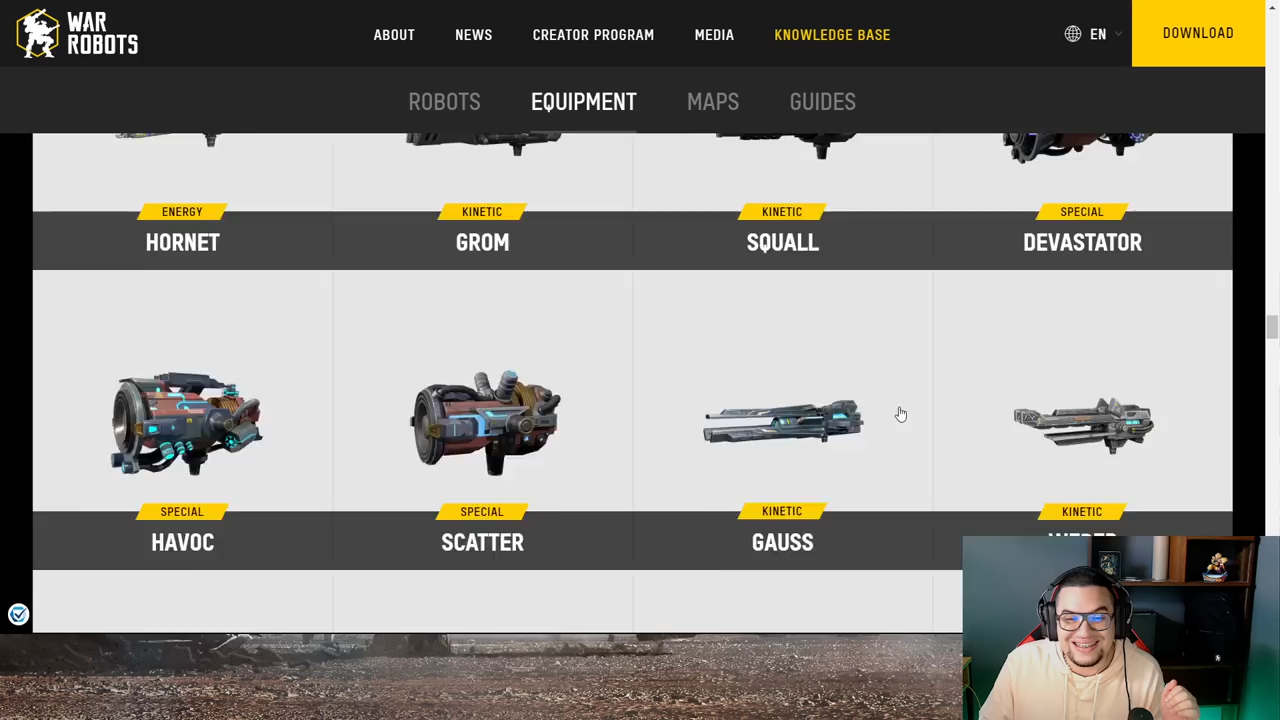 WAR
ROBOTS
ABOUT
NEWS
CREATOR PROGRAM
MEDIA
KNOWLEDGE BASE
EN
DOWNLOAD
ROBOTS
EQUIPMENT
MAPS
GUIDES
ENERGY
KINETIC
KINETIC
SPECIAL
HORNET
GROM
SQUALL
DEVASTATOR
SPECIAL
SPECIAL
KINETIC
KINETIC
HAVOC
SCATTER
GAUSS